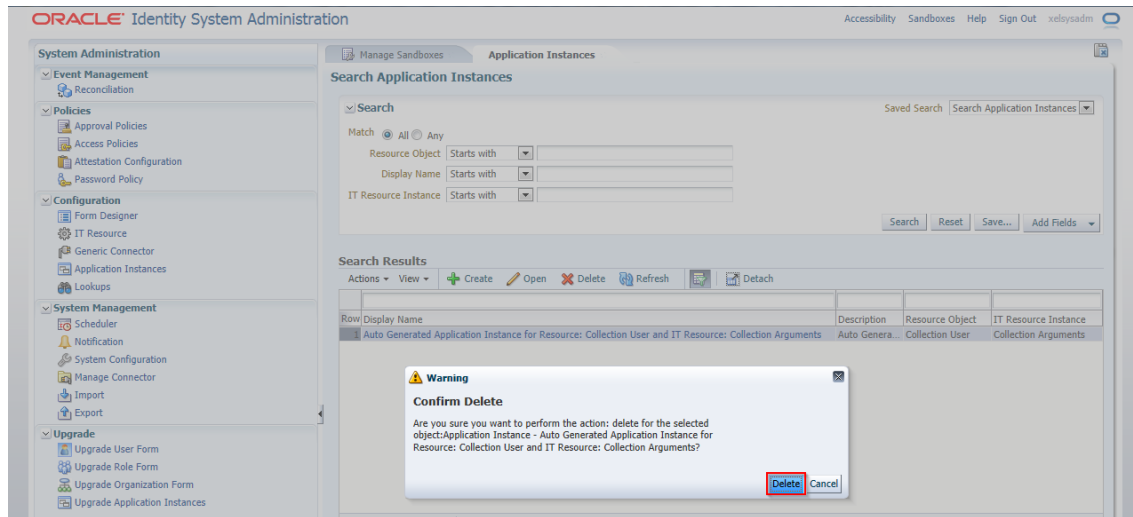 ORACLE Identity System Administration
Accessibility Sandboxes Help Sign Out xelsysadm
System Administration
Event Management
Reconciliation
Policies
Approval Policies
Access Policies
Attestation Configuration
Password Policy
Configuration
Form Designer
IT Resource
Generic Connector
Application Instances
Lookups
System Management
Scheduler
Notification
System Configuration
Manage Connector
Import
Export
Upgrade
Upgrade User Form
Upgrade Role Form
Upgrade Organization Form
Upgrade Application Instances
Manage Sandboxes Application Instances
Search Application Instances
Search
Saved Search Search Application Instances
Match All Any
Resource Object Starts with
Display Name Starts with
IT Resource Instance Starts with
Search Reset Save... Add Fields
Search Results
Actions View Create Open Delete Refresh Detach
Row Display Name Description Resource Object IT Resource Instance
1 Auto Generated Application Instance for Resource: Collection User and IT Resource: Collection Arguments Auto Genera... Collection User Collection Arguments
Warning
Confirm Delete
Are you sure you want to perform the action: delete for the selected
object:Application Instance - Auto Generated Application Instance for
Resource: Collection User and IT Resource: Collection Arguments?
Delete Cancel